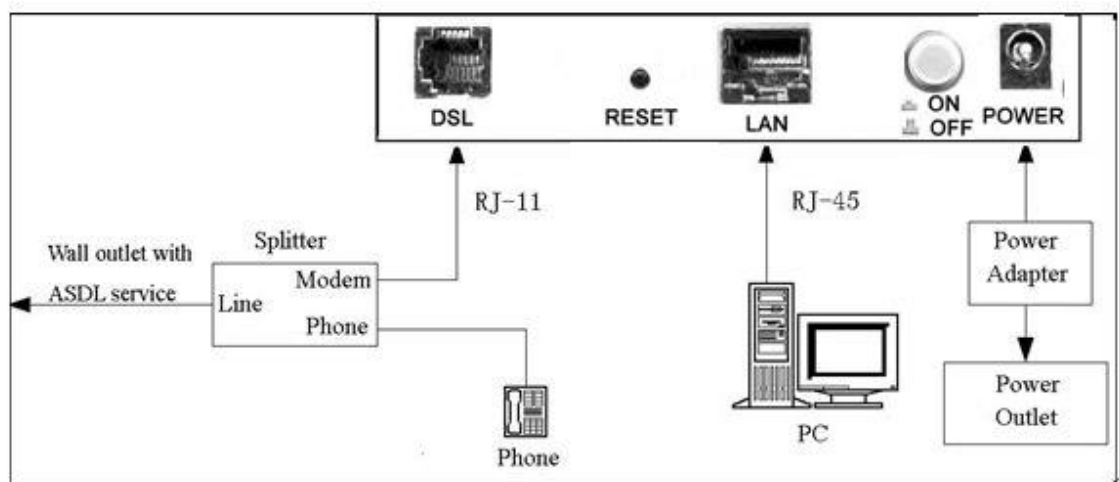 DSL
RESET
LAN
ON
OFF
POWER
RJ-11
RJ-45
Wall outlet with
ASDL service
Splitter
Modem
Line
Phone
Phone
PC
Power
Adapter
Power
Outlet